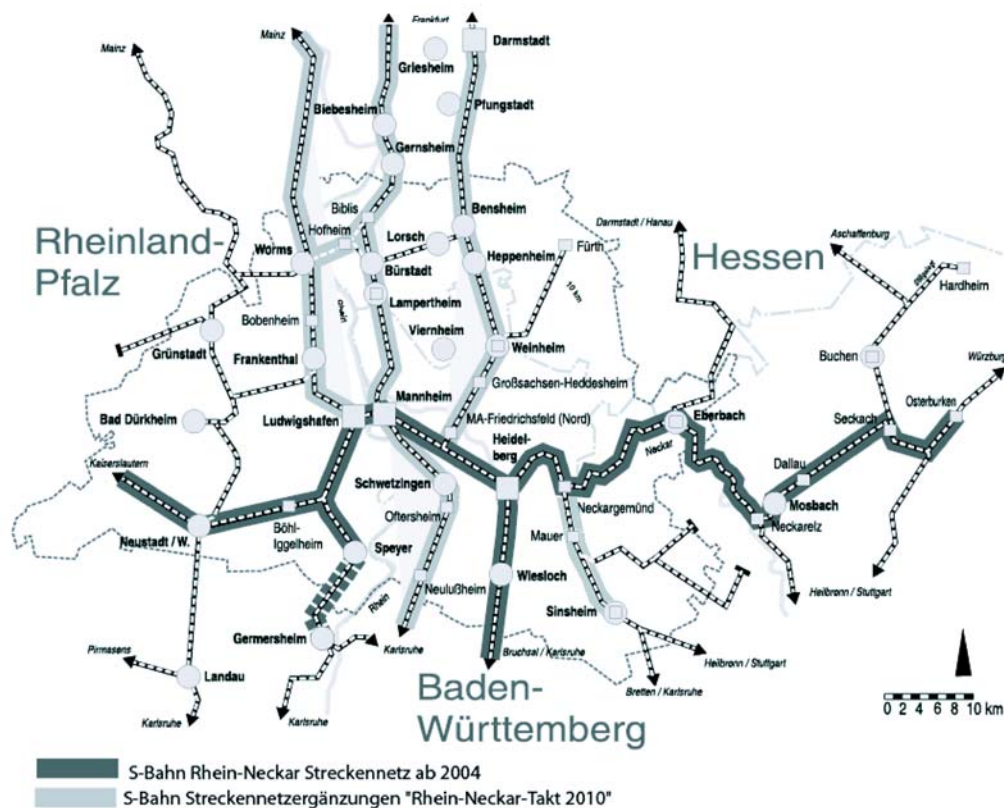 Frankfurt
Mainz
Darmstadt
Mainz
Griesheim
Pfungstadt
Biebesheim
Gernsheim
Biblis
Bensheim
Darmstadt / Hanau
Rheinland-
Pfalz
Hofheim
Lorsch
Fürth
Hessen
Aschaffenburg
Worms
Bürstadt
Heppenheim
Hardheim
Lampertheim
Rhein
10 km
Bobenheim
Viernheim
Weinheim
Grünstadt
Frankenthal
Buchen
Würzburg
Großsachsen-Heddesheim
Mannheim
Bad Dürkheim
Ludwigshafen
MA-Friedrichsfeld (Nord)
Eberbach
Seckach
Osterburken
Heidel-
berg
Neckar
Kaiserslautern
Dallau
Schwetzingen
Neckargemünd
Mosbach
Oftersheim
Neckarelz
Neustadt / W.
Böhl-
Iggelheim
Mauer
Speyer
Wiesloch
Neulußheim
Rhein
Sinsheim
Heilbronn / Stuttgart
Heilbronn / Stuttgart
Germersheim
Pirmasens
Karlsruhe
Bruchsal / Karlsruhe
Heilbronn / Stuttgart
Landau
Bretten / Karlsruhe
Baden-
Württemberg
Karlsruhe
Karlsruhe
0 2 4 6 8 10 km
S-Bahn Rhein-Neckar Streckennetz ab 2004
S-Bahn Streckennetzergänzungen "Rhein-Neckar-Takt 2010"